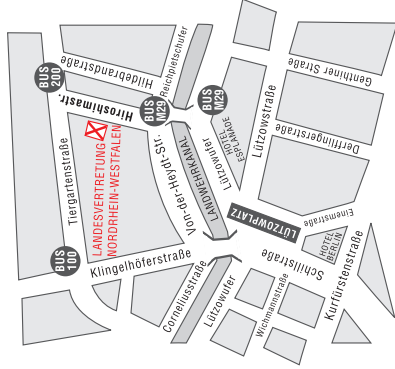 BUS
200
Hildebrandstraße
Reichpietschufer
Hiroshimastr.
BUS
M29
BUS
M29
Genthiner Straße
Derfflingerstraße
Lützowstraße
HOTEL
ESPLANADE
Lützowufer
LANDWEHRKANAL
Von-der-Heydt-Str.
LANDESVERTRETUNG
NORDRHEIN-WESTFALEN
Tiergartenstraße
BUS
100
Klingelhöferstraße
LÜTZOWPLATZ
Einemstraße
HOTEL
BERLIN
Schillstraße
Kurfürstenstraße
Corneliusstraße
Lützowufer
Wichmannstraße